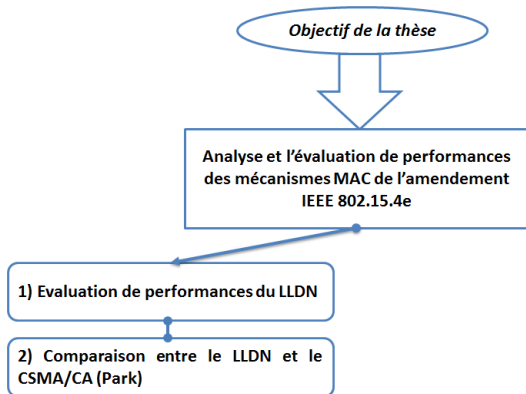 Objectif de la thèse
Analyse et l'évaluation de performances
des mécanismes MAC de l'amendement
IEEE 802.15.4e
1) Evaluation de performances du LLDN
2) Comparaison entre le LLDN et le
CSMA/CA (Park)